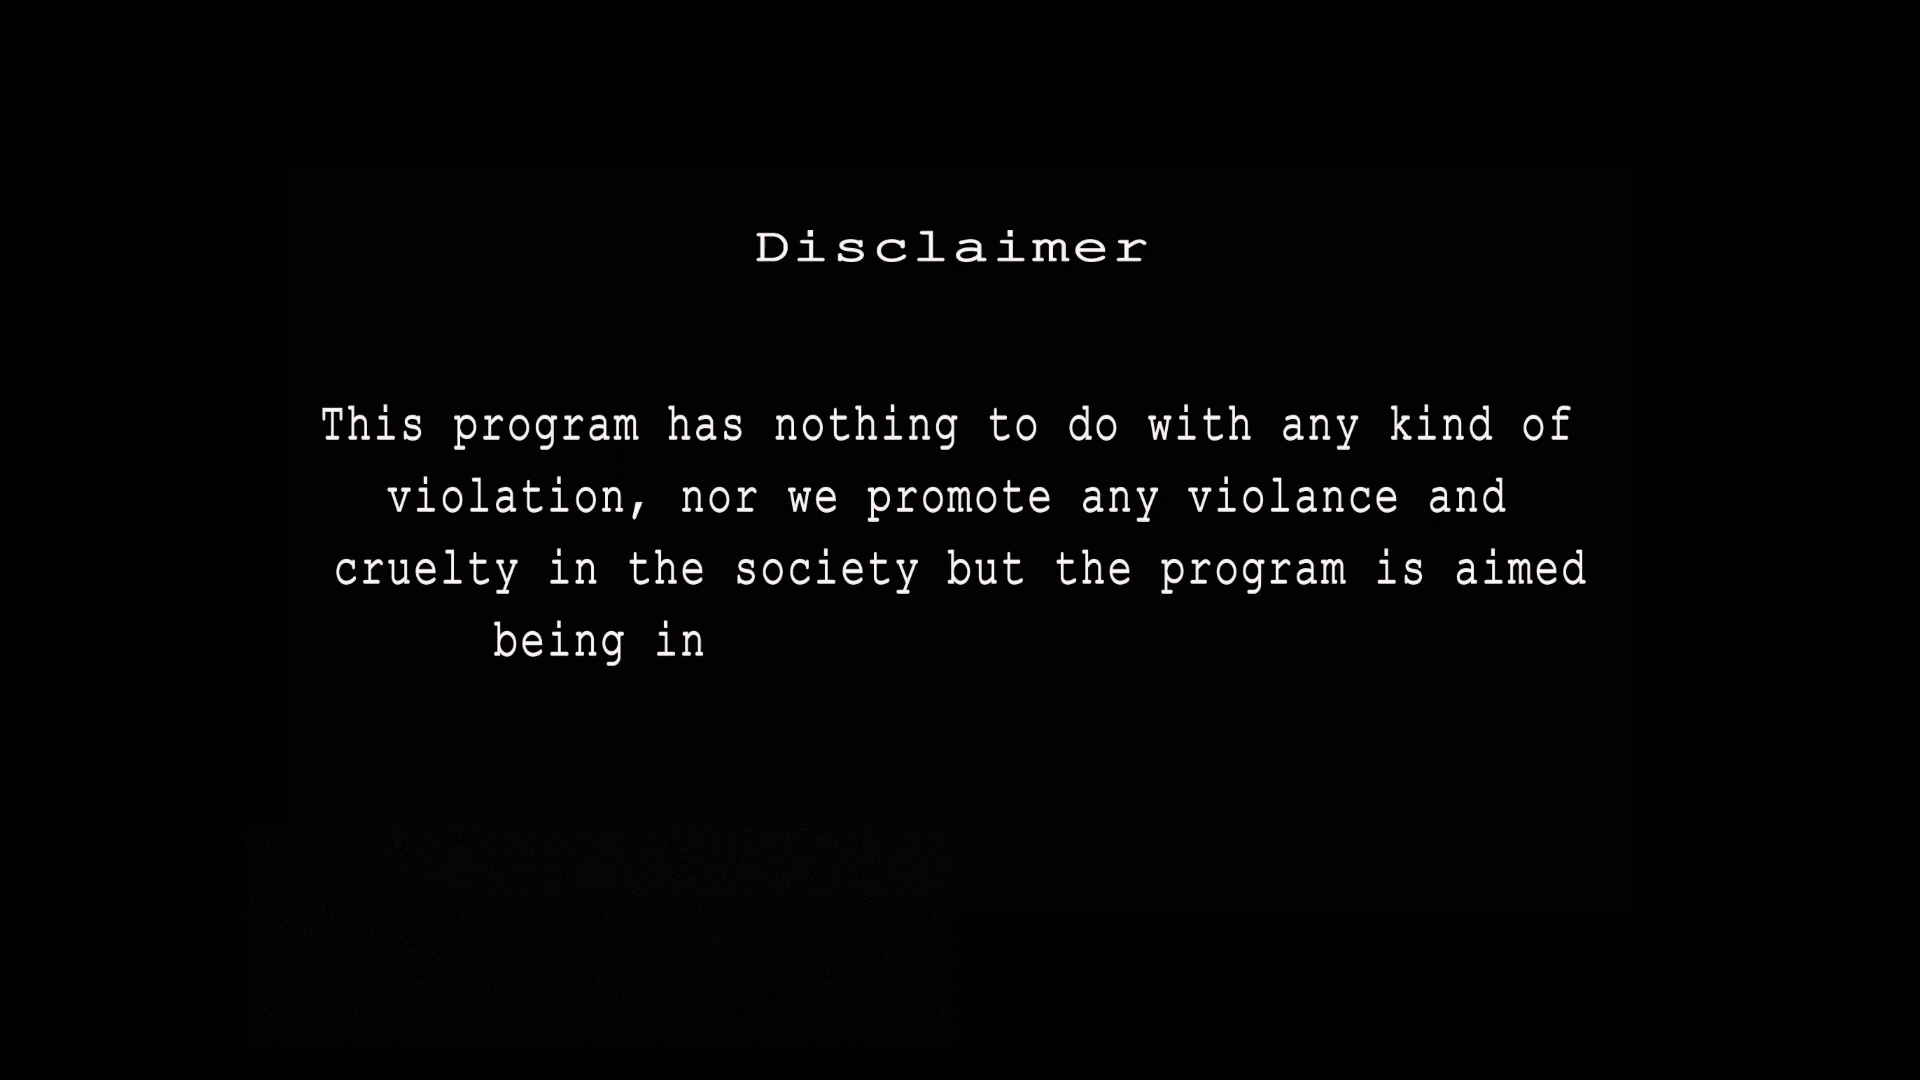 Disclaimer
This program has nothing to do with any kind of
violation, nor we promote any violance and
cruelty in the society but the program is aimed
being in